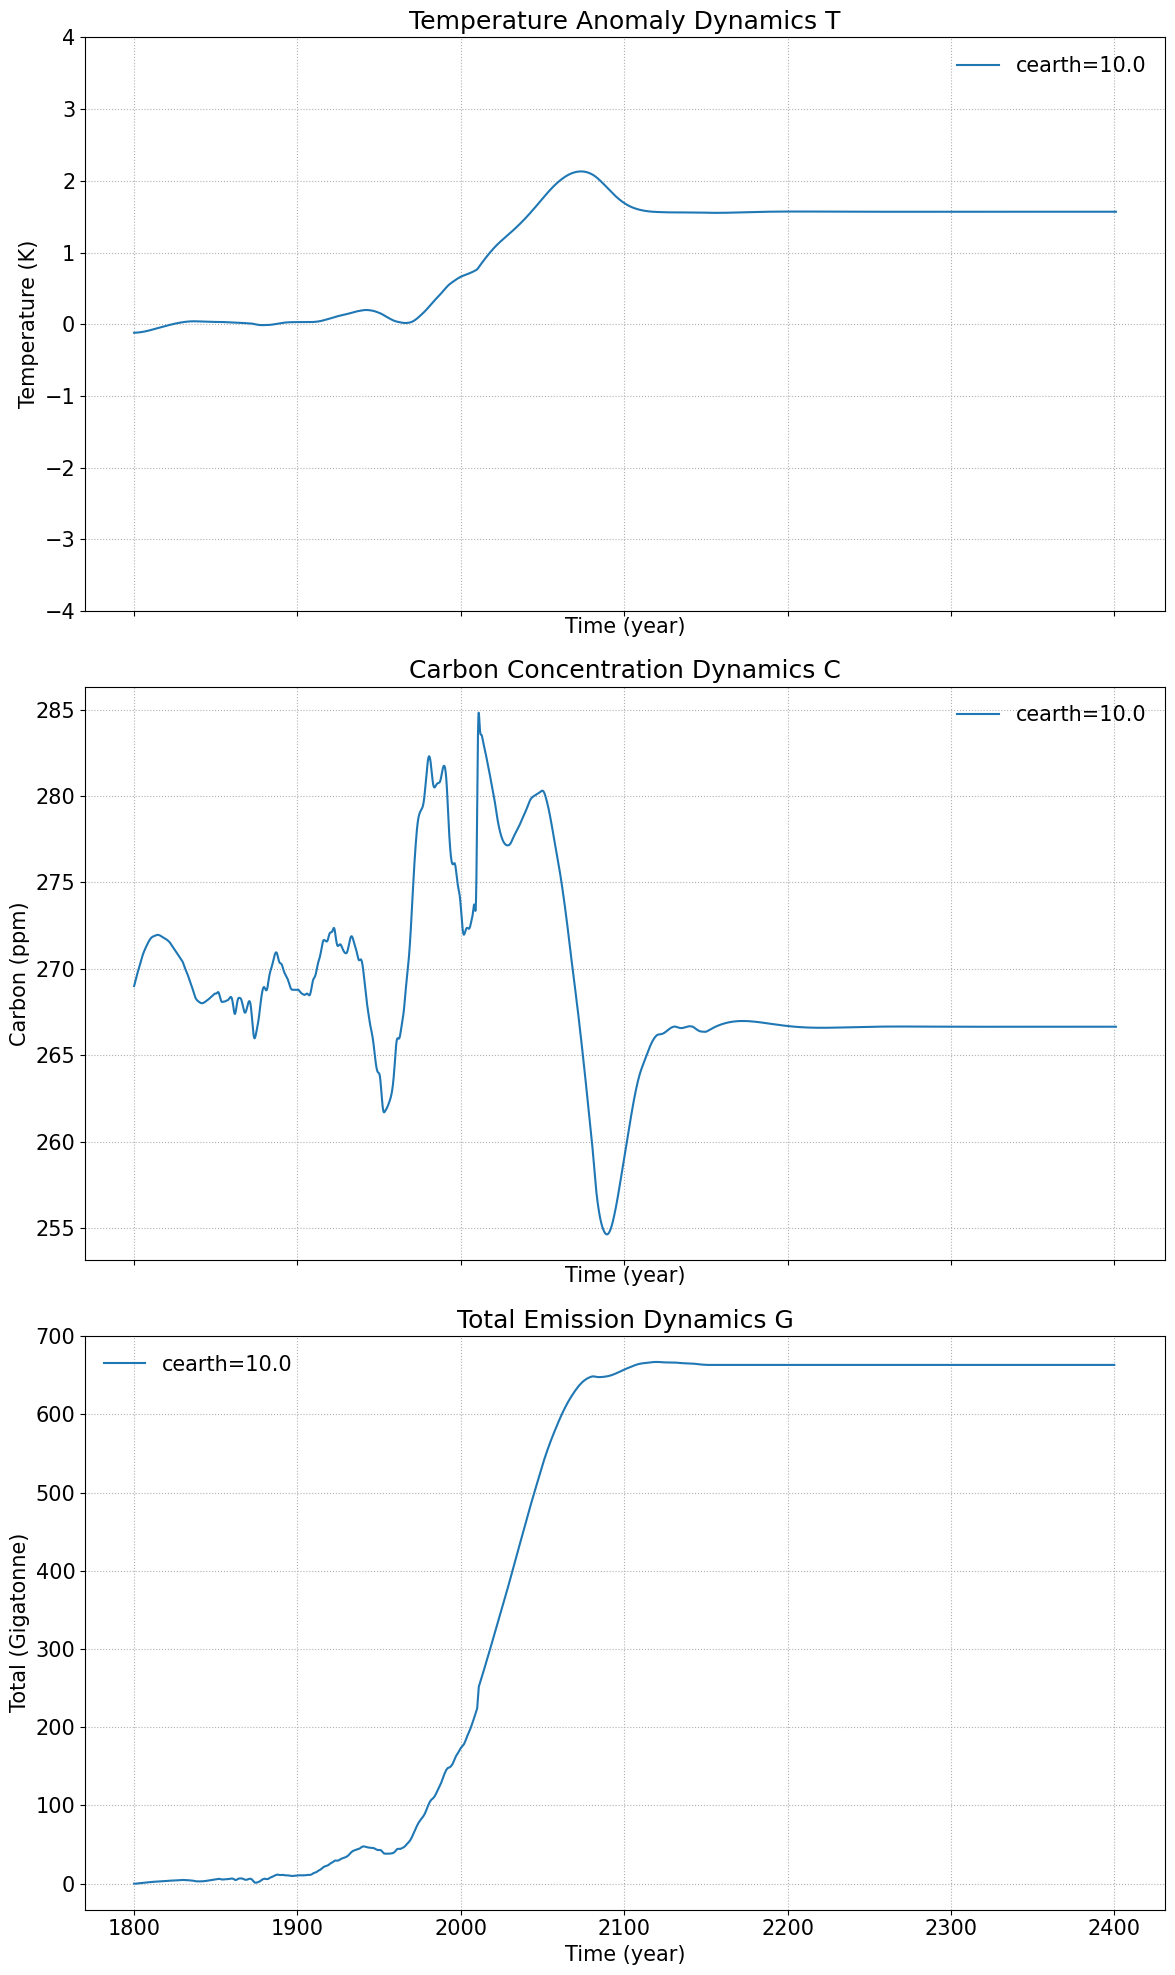 Temperature Anomaly Dynamics T
cearth=10.0
Temperature (K)
4
3
2
1
0
−1
−2
−3
−4
Time (year)
Carbon Concentration Dynamics C
cearth=10.0
Carbon (ppm)
285
280
275
270
265
260
255
Time (year)
Total Emission Dynamics G
cearth=10.0
Total (Gigatonne)
700
600
500
400
300
200
100
0
1800 1900 2000 2100 2200 2300 2400
Time (year)